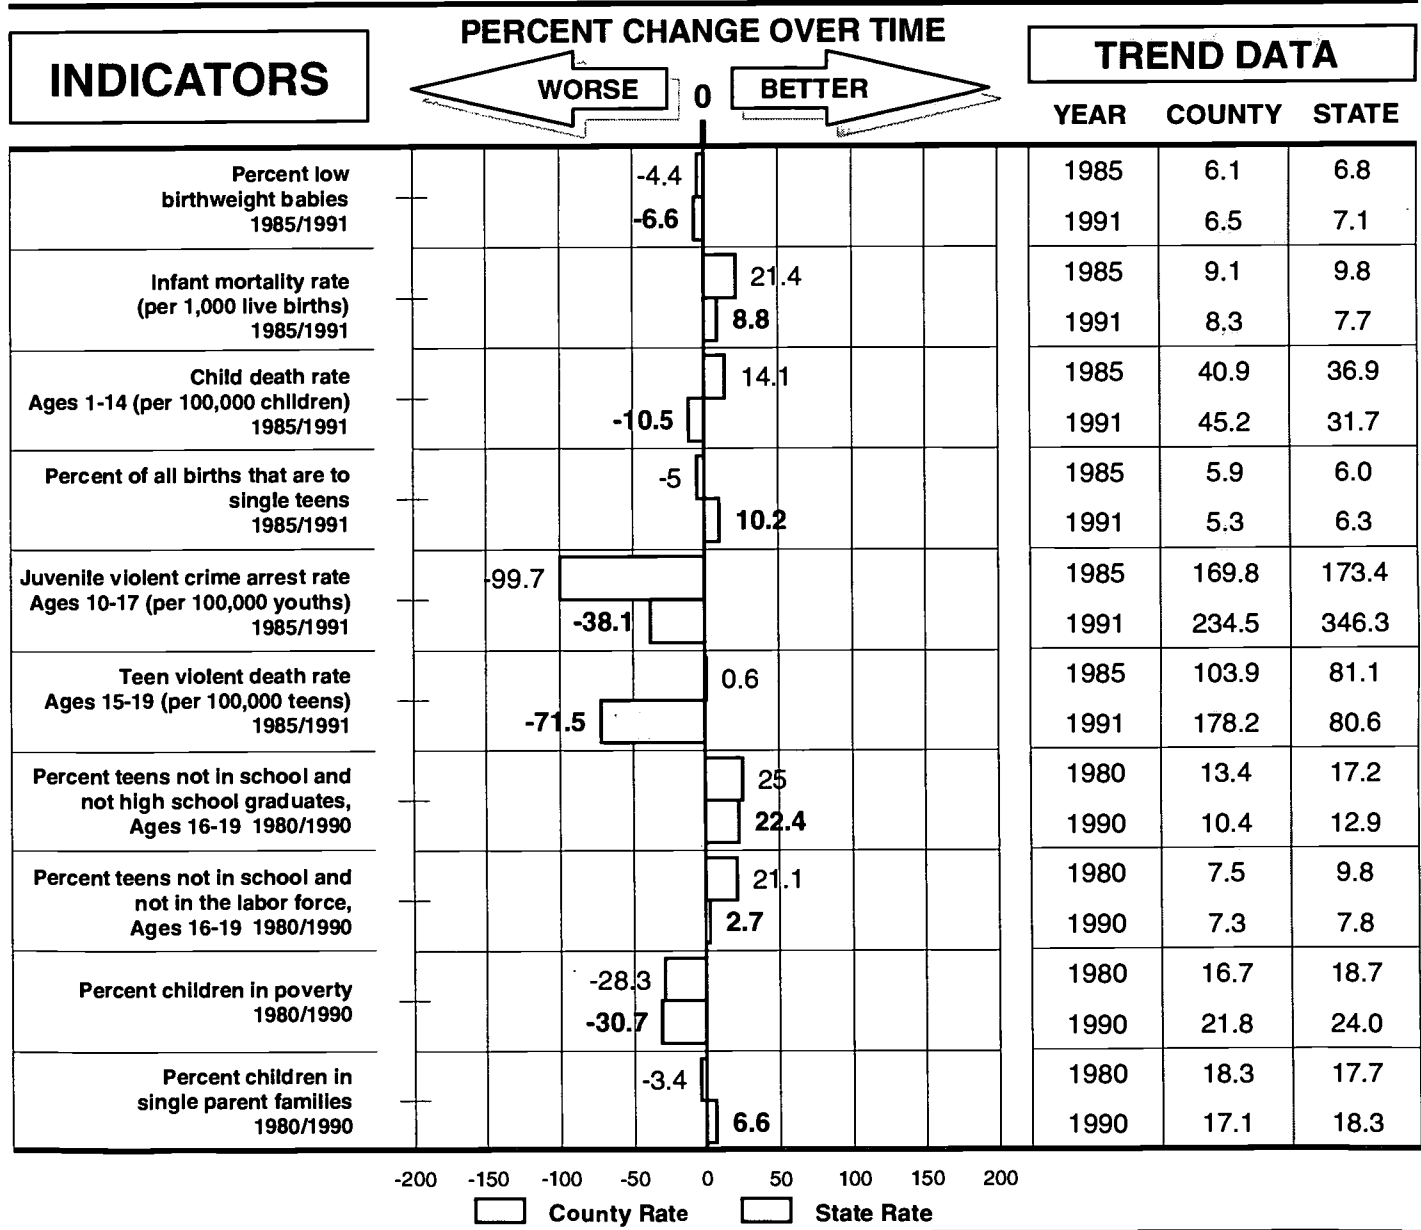 PERCENT CHANGE OVER TIME
INDICATORS
WORSE
0
BETTER
TREND DATA
YEAR COUNTY STATE
Percent low
birthweight babies
1985/1991
-4.4
-6.6
1985 6.1 6.8
1991 6.5 7.1
Infant mortality rate
(per 1,000 live births)
1985/1991
21.4
8.8
1985 9.1 9.8
1991 8.3 7.7
Child death rate
Ages 1-14 (per 100,000 children)
1985/1991
14.1
-10.5
1985 40.9 36.9
1991 45.2 31.7
Percent of all births that are to
single teens
1985/1991
-5
10.2
1985 5.9 6.0
1991 5.3 6.3
Juvenile violent crime arrest rate
Ages 10-17 (per 100,000 youths)
1985/1991
-99.7
-38.1
1985 169.8 173.4
1991 234.5 346.3
Teen violent death rate
Ages 15-19 (per 100,000 teens)
1985/1991
0.6
-71.5
1985 103.9 81.1
1991 178.2 80.6
Percent teens not in school and
not high school graduates,
Ages 16-19 1980/1990
25
22.4
1980 13.4 17.2
1990 10.4 12.9
Percent teens not in school and
not in the labor force,
Ages 16-19 1980/1990
21.1
2.7
1980 7.5 9.8
1990 7.3 7.8
Percent children in poverty
1980/1990
-28.3
-30.7
1980 16.7 18.7
1990 21.8 24.0
Percent children in
single parent families
1980/1990
-3.4
6.6
1980 18.3 17.7
1990 17.1 18.3
-200 -150 -100 -50 0 50 100 150 200
County Rate State Rate